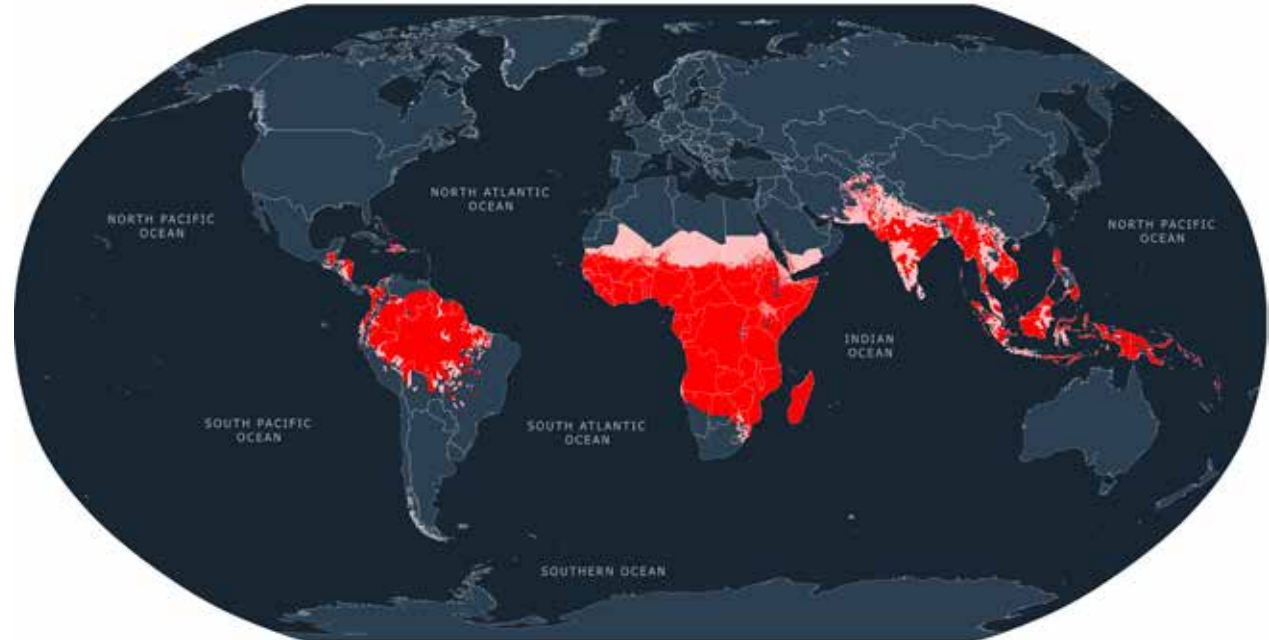 NORTH ATLANTIC
OCEAN
NORTH PACIFIC
OCEAN
NORTH PACIFIC
OCEAN
INDIAN
OCEAN
SOUTH PACIFIC
OCEAN
SOUTH ATLANTIC
OCEAN
SOUTHERN OCEAN